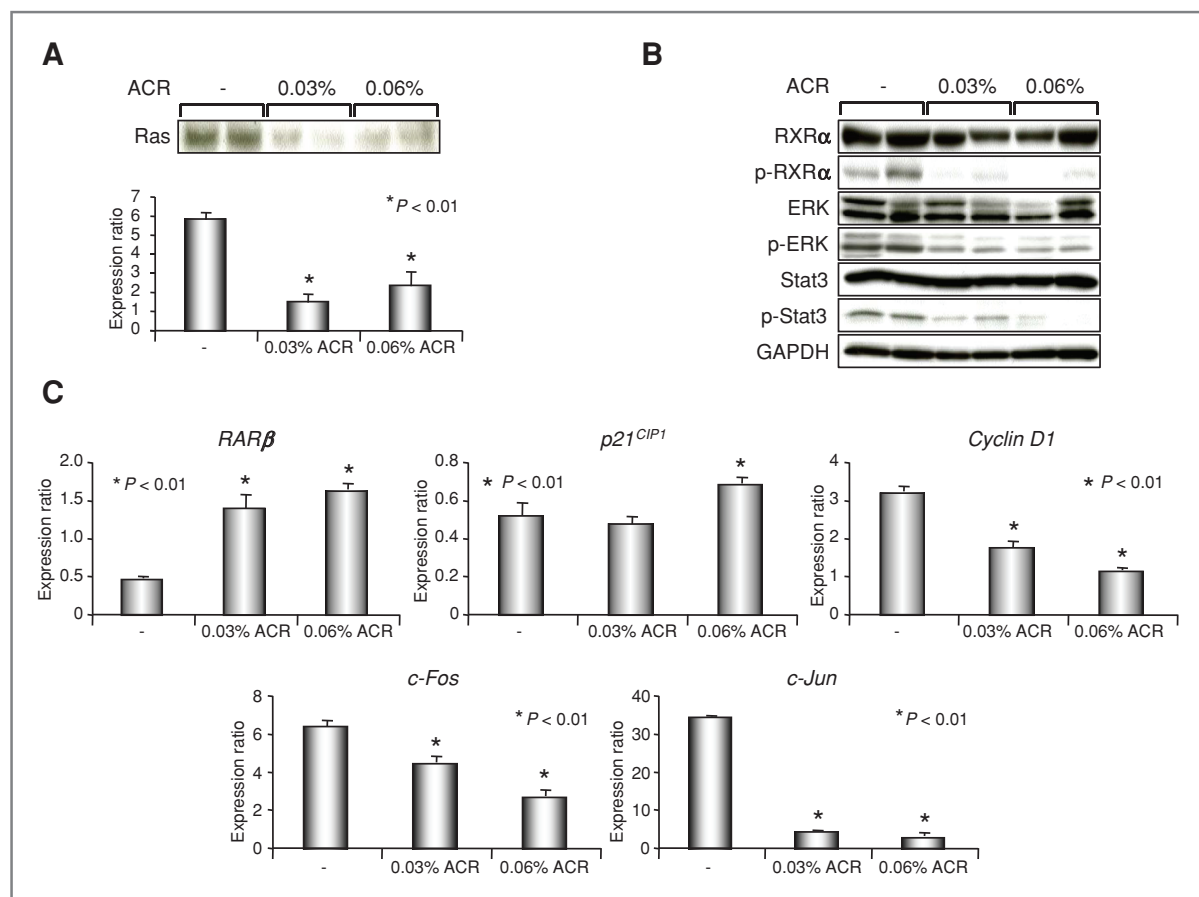 A
ACR - 0.03% 0.06%
Ras
Expression ratio
7
6
5
4
3
2
1
0
* P < 0.01
*
*
- 0.03% ACR 0.06% ACR
B
ACR - 0.03% 0.06%
RXRα
p-RXRα
ERK
p-ERK
Stat3
p-Stat3
GAPDH
C
RARβ
Expression ratio
2.0
1.5
1.0
0.5
0
* P < 0.01
*
*
- 0.03% ACR 0.06% ACR
p21CIP1
Expression ratio
0.8
0.6
0.4
0.2
0
* P < 0.01
*
- 0.03% ACR 0.06% ACR
Cyclin D1
Expression ratio
4
3
2
1
0
* P < 0.01
*
*
- 0.03% ACR 0.06% ACR
c-Fos
Expression ratio
8
6
4
2
0
* P < 0.01
*
*
- 0.03% ACR 0.06% ACR
c-Jun
Expression ratio
40
30
20
10
0
* P < 0.01
*
*
- 0.03% ACR 0.06% ACR